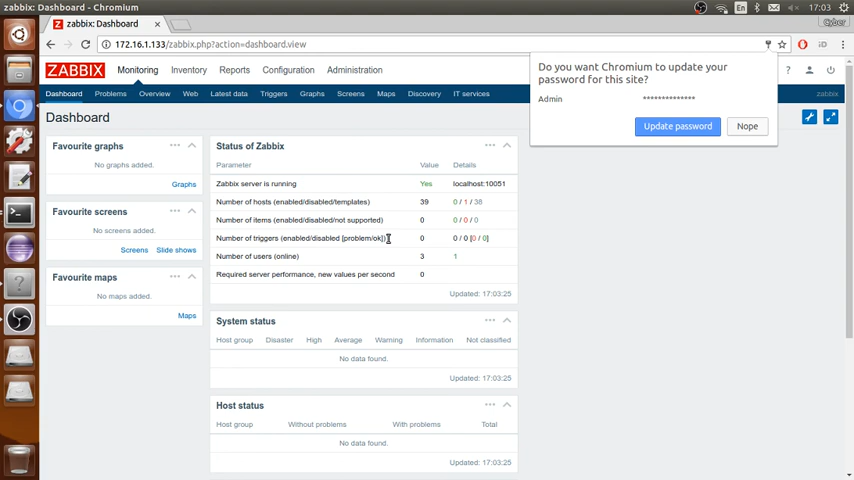 zabbix: Dashboard - Chromium
En
17:03
zabbix: Dashboard
Cyber
172.16.1.133/zabbix.php?action=dashboard.view
Do you want Chromium to update your
password for this site?
Admin
**************
Update password
Nope
ZABBIX
Monitoring
Inventory
Reports
Configuration
Administration
?
Dashboard
Problems
Overview
Web
Latest data
Triggers
Graphs
Screens
Maps
Discovery
IT services
zabbix
Dashboard
Favourite graphs
No graphs added.
Graphs
Favourite screens
No screens added.
Screens Slide shows
Favourite maps
No maps added.
Maps
Status of Zabbix
Parameter Value Details
Zabbix server is running Yes localhost:10051
Number of hosts (enabled/disabled/templates) 39 0 / 1 / 38
Number of items (enabled/disabled/not supported) 0 0 / 0 / 0
Number of triggers (enabled/disabled [problem/ok]) 0 0 / 0 [0 / 0]
Number of users (online) 3 1
Required server performance, new values per second 0
Updated: 17:03:25
System status
Host group Disaster High Average Warning Information Not classified
No data found.
Updated: 17:03:25
Host status
Host group Without problems With problems Total
No data found.
Updated: 17:03:25